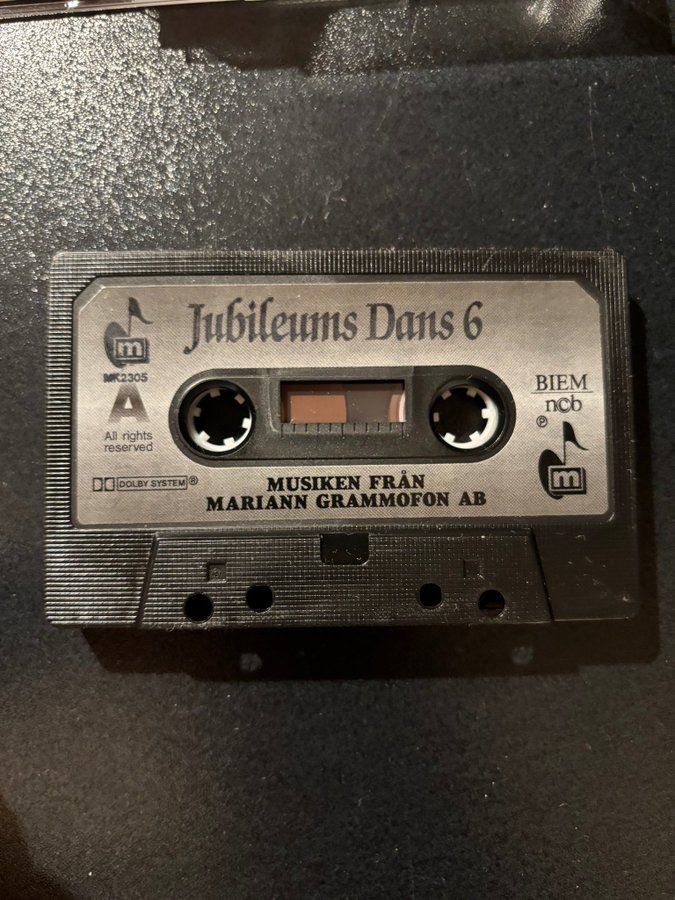 Jubileums Dans 6
m
MK2305
A
All rights
reserved
DOLBY SYSTEM®
BIEM
ncb
℗
m
MUSIKEN FRÅN
MARIANN GRAMMOFON AB